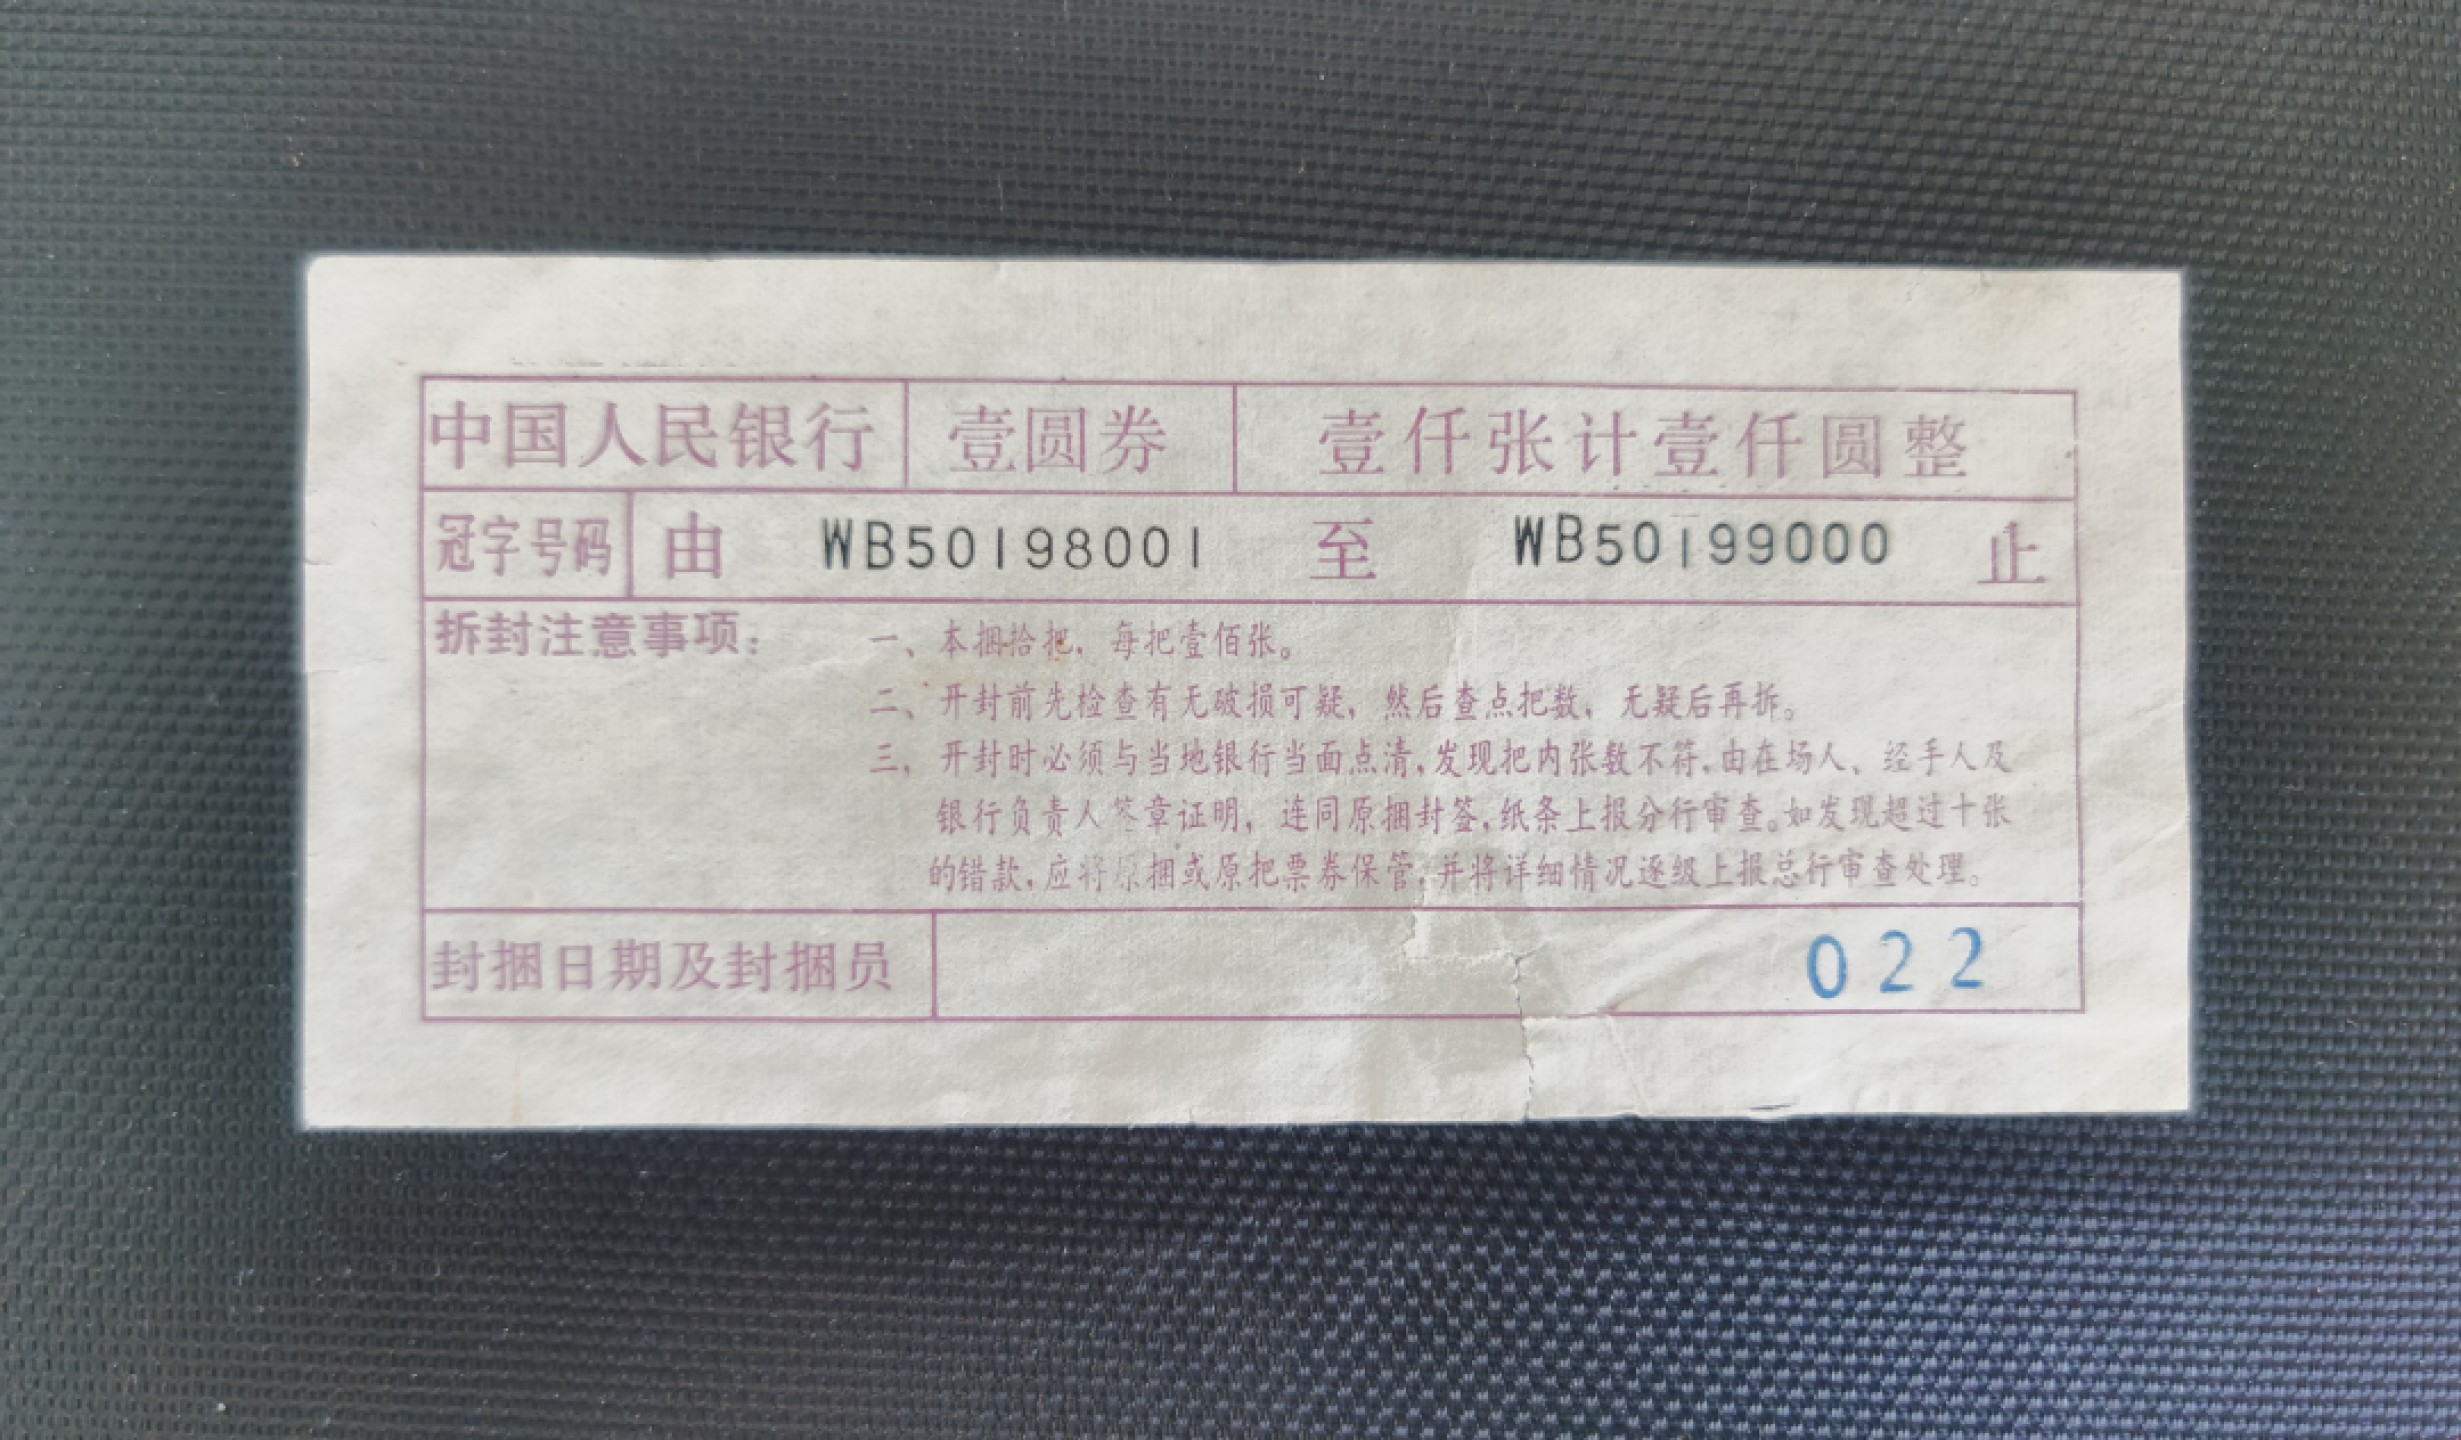 中国人民银行 壹圆券 壹仟张计壹仟圆整
冠字号码 由 WB50198001 至 WB50199000 止
拆封注意事项： 一、本捆拾把，每把壹佰张。
二、开封前先检查有无破损可疑，然后查点把数，无疑后再拆。
三、开封时必须与当地银行当面点清，发现把内张数不符，由在场人、经手人及
银行负责人签章证明，连同原捆封签，纸条上报分行审查。如发现超过十张
的错款，应将原捆或原把票券保管，并将详细情况逐级上报总行审查处理。
封捆日期及封捆员 022